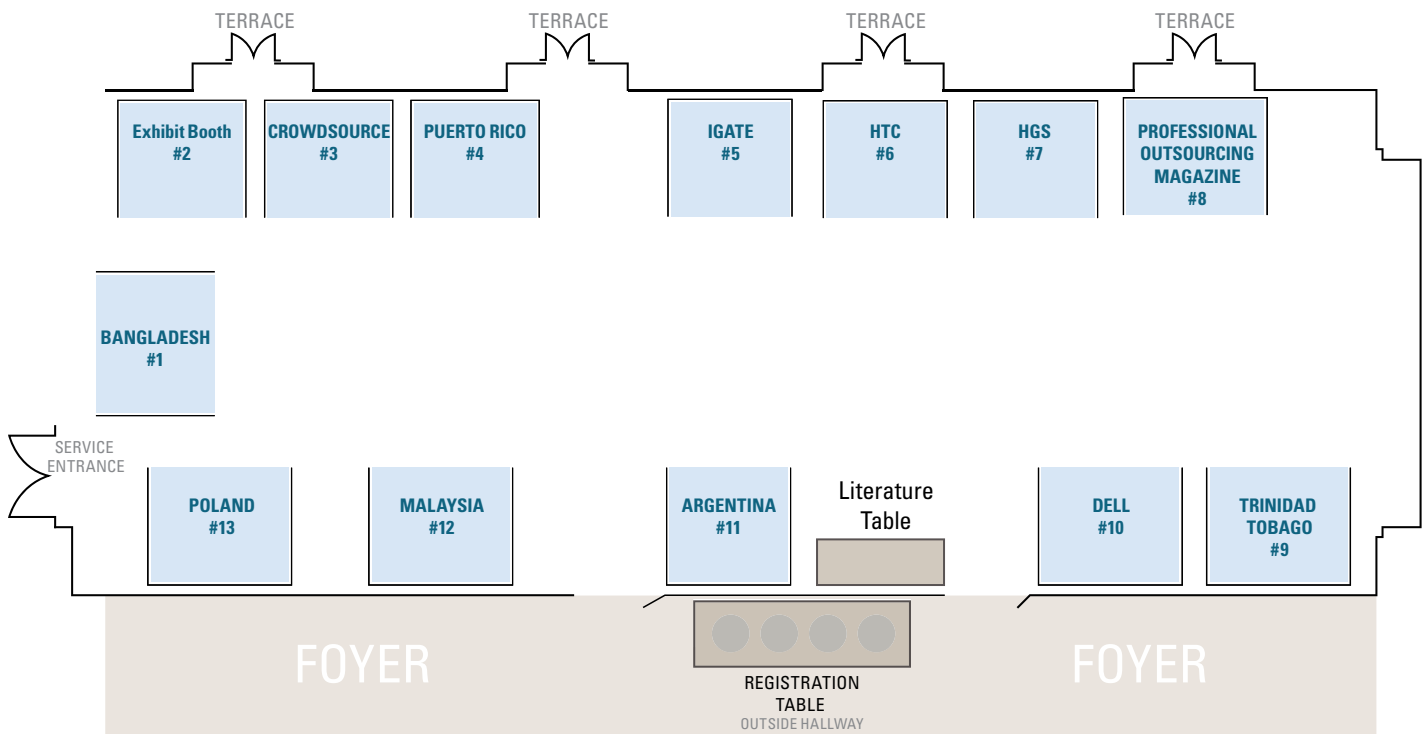 TERRACE
TERRACE
TERRACE
TERRACE
Exhibit Booth
#2
CROWDSOURCE
#3
PUERTO RICO
#4
IGATE
#5
HTC
#6
HGS
#7
PROFESSIONAL
OUTSOURCING
MAGAZINE
#8
BANGLADESH
#1
SERVICE
ENTRANCE
POLAND
#13
MALAYSIA
#12
ARGENTINA
#11
Literature
Table
DELL
#10
TRINIDAD
TOBAGO
#9
FOYER
FOYER
REGISTRATION
TABLE
OUTSIDE HALLWAY